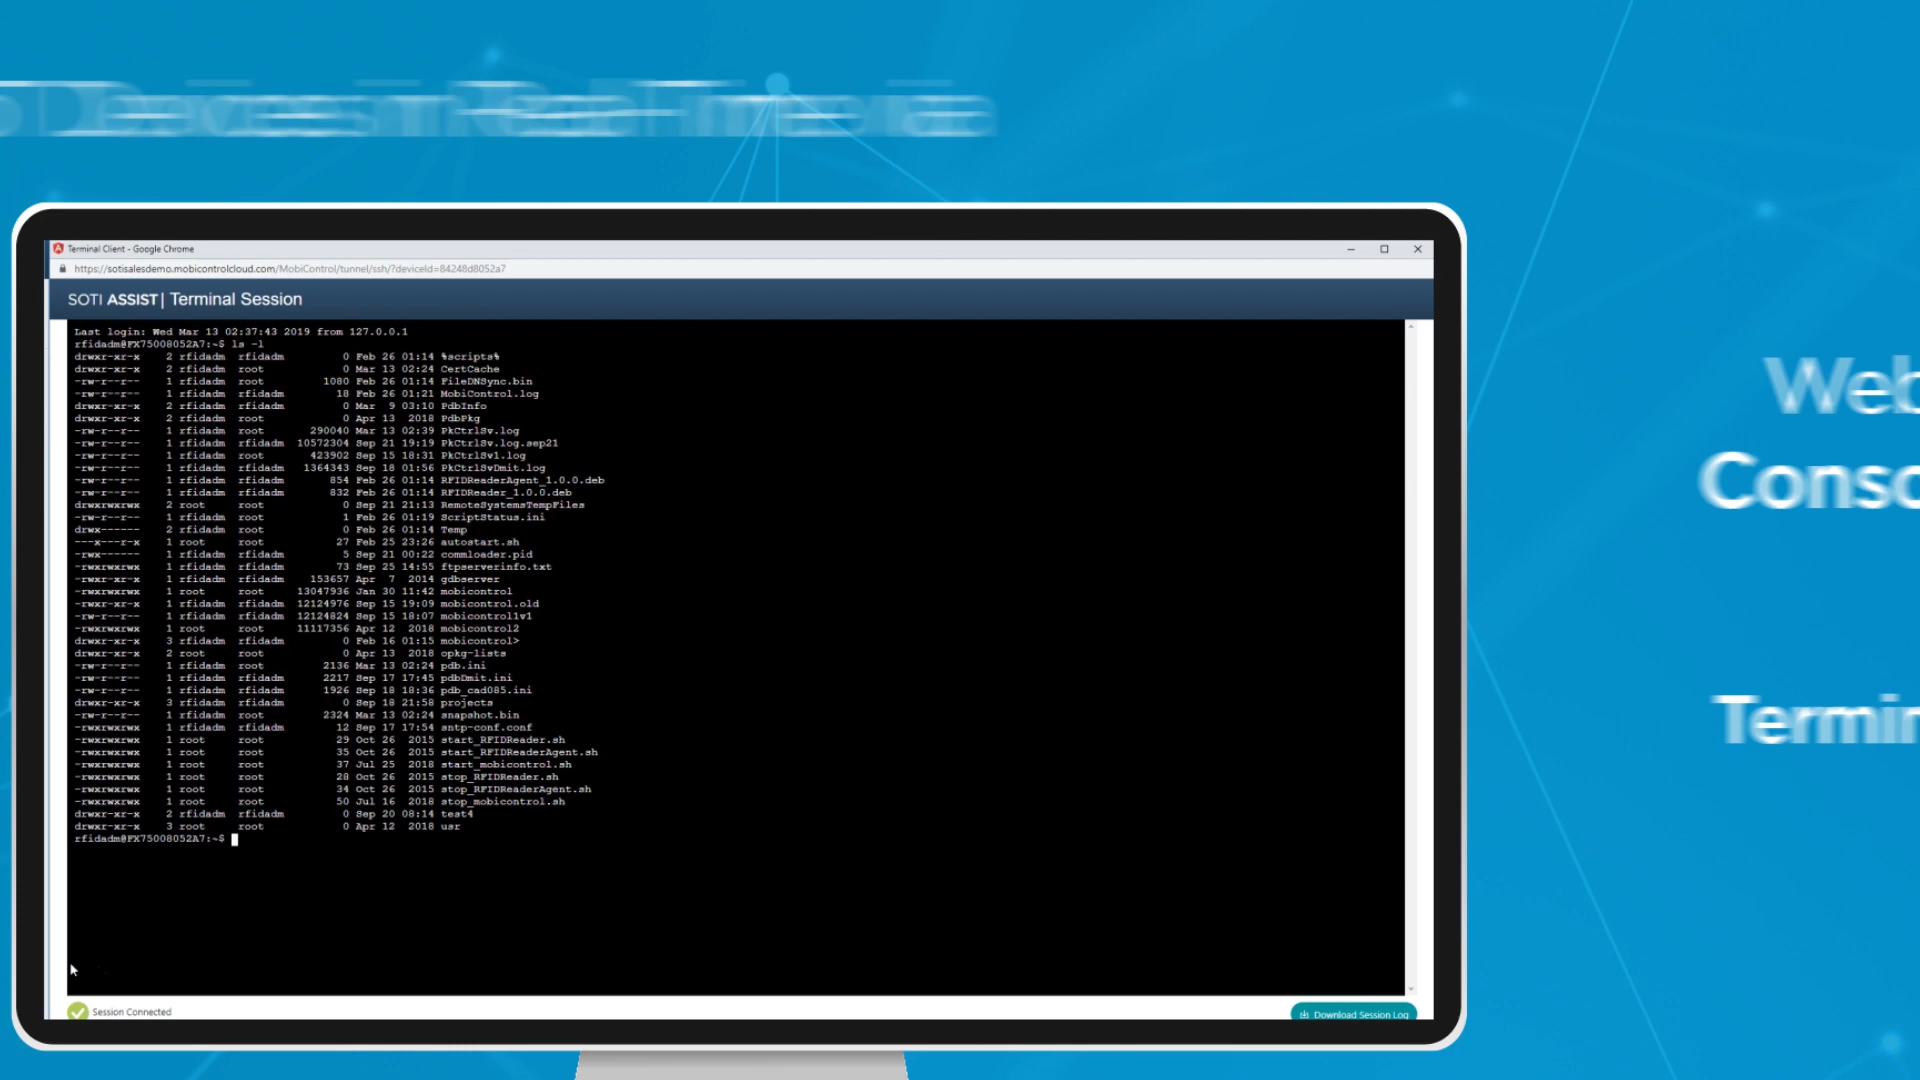 Devices in Real-Time via
Terminal Client - Google Chrome
https://sotisalesdemo.mobicontrolcloud.com/MobiControl/tunnel/ssh/?deviceId=84248d8052a7
SOTI ASSIST | Terminal Session
Last login: Wed Mar 13 02:37:43 2019 from 127.0.0.1
rfidadm@FX75008052A7:~$ ls -l
drwxr-xr-x 2 rfidadm rfidadm 0 Feb 26 01:14 %scripts%
drwxr-xr-x 2 rfidadm root 0 Mar 13 02:24 CertCache
-rw-r--r-- 1 rfidadm root 1080 Feb 26 01:14 FileDNSync.bin
-rw-r--r-- 1 rfidadm root 18 Feb 26 01:21 MobiControl.log
drwxr-xr-x 2 rfidadm rfidadm 0 Mar 9 03:10 PdbInfo
drwxr-xr-x 2 rfidadm root 0 Apr 13 2018 PdbPkg
-rw-r--r-- 1 rfidadm root 290040 Mar 13 02:39 PkCtrlSv.log
-rw-r--r-- 1 rfidadm rfidadm 10572304 Sep 21 19:19 PkCtrlSv.log.sep21
-rw-r--r-- 1 rfidadm root 423902 Sep 15 18:31 PkCtrlSv1.log
-rw-r--r-- 1 rfidadm rfidadm 1364343 Sep 18 01:56 PkCtrlSvDmit.log
-rw-r--r-- 1 rfidadm rfidadm 854 Feb 26 01:14 RFIDReaderAgent_1.0.0.deb
-rw-r--r-- 1 rfidadm rfidadm 832 Feb 26 01:14 RFIDReader_1.0.0.deb
drwxrwxrwx 2 root root 0 Sep 21 21:13 RemoteSystemsTempFiles
-rw-r--r-- 1 rfidadm root 1 Feb 26 01:19 ScriptStatus.ini
drwx------ 2 rfidadm root 0 Feb 26 01:14 Temp
---x---r-x 1 root root 27 Feb 25 23:26 autostart.sh
-rwx------ 1 rfidadm rfidadm 5 Sep 21 00:22 commloader.pid
-rwxrwxrwx 1 rfidadm rfidadm 73 Sep 25 14:55 ftpserverinfo.txt
-rwxr-xr-x 1 rfidadm rfidadm 153657 Apr 7 2014 gdbserver
-rwxrwxrwx 1 root root 13047936 Jan 30 11:42 mobicontrol
-rwxr-xr-x 1 rfidadm rfidadm 12124976 Sep 15 19:09 mobicontrol.old
-rwxr-xr-x 1 rfidadm rfidadm 12124824 Sep 15 18:07 mobicontrol1v1
-rwxrwxrwx 1 root root 11117356 Apr 12 2018 mobicontrol2
drwxr-xr-x 3 rfidadm rfidadm 0 Feb 16 01:15 mobicontrol>
drwxr-xr-x 2 root root 0 Apr 13 2018 opkg-lists
-rw-r--r-- 1 rfidadm root 2136 Mar 13 02:24 pdb.ini
-rw-r--r-- 1 rfidadm rfidadm 2217 Sep 17 17:45 pdbDmit.ini
-rw-r--r-- 1 rfidadm rfidadm 1926 Sep 18 18:36 pdb_cad085.ini
drwxr-xr-x 3 rfidadm rfidadm 0 Sep 18 21:58 projects
-rw-r--r-- 1 rfidadm root 2324 Mar 13 02:24 snapshot.bin
-rwxrwxrwx 1 rfidadm rfidadm 12 Sep 17 17:54 sntp-conf.conf
-rwxrwxrwx 1 root root 29 Oct 26 2015 start_RFIDReader.sh
-rwxrwxrwx 1 root root 35 Oct 26 2015 start_RFIDReaderAgent.sh
-rwxrwxrwx 1 root root 37 Jul 25 2018 start_mobicontrol.sh
-rwxrwxrwx 1 root root 28 Oct 26 2015 stop_RFIDReader.sh
-rwxrwxrwx 1 root root 34 Oct 26 2015 stop_RFIDReaderAgent.sh
-rwxrwxrwx 1 root root 50 Jul 16 2018 stop_mobicontrol.sh
drwxr-xr-x 2 rfidadm rfidadm 0 Sep 20 08:14 test4
drwxr-xr-x 3 root root 0 Apr 12 2018 usr
rfidadm@FX75008052A7:~$
Session Connected
Download Session Log
Web
Conso
Termin